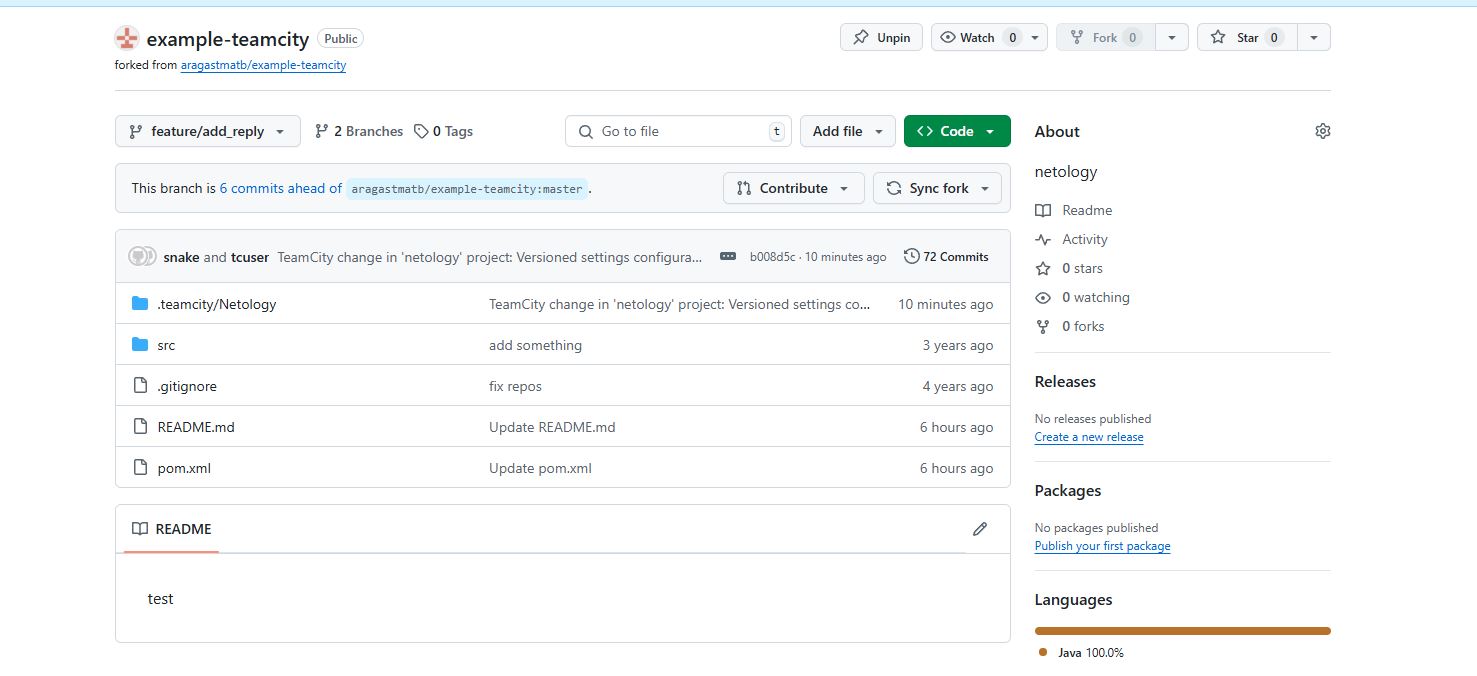 example-teamcity Public Unpin Watch 0 Fork 0 Star 0
forked from aragastmatb/example-teamcity
feature/add_reply 2 Branches 0 Tags Go to file t Add file Code
This branch is 6 commits ahead of aragastmatb/example-teamcity:master . Contribute Sync fork
snake and tcuser TeamCity change in 'netology' project: Versioned settings configura... b008d5c · 10 minutes ago 72 Commits
.teamcity/Netology TeamCity change in 'netology' project: Versioned settings co... 10 minutes ago
src add something 3 years ago
.gitignore fix repos 4 years ago
README.md Update README.md 6 hours ago
pom.xml Update pom.xml 6 hours ago
README
test
About
netology
Readme
Activity
0 stars
0 watching
0 forks
Releases
No releases published
Create a new release
Packages
No packages published
Publish your first package
Languages
Java 100.0%